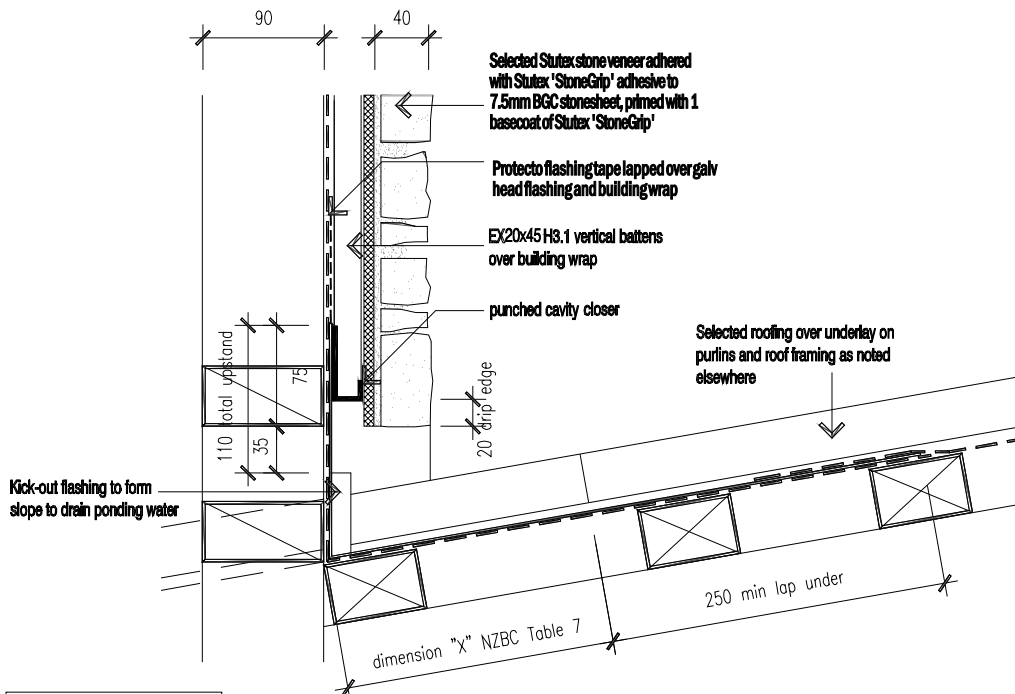 90
40
Selected Stutex stone veneer adhered
with Stutex 'StoneGrip' adhesive to
7.5mm BGC stonesheet, primed with 1
basecoat of Stutex 'StoneGrip'
Protecto flashing tape lapped over galv
head flashing and building wrap
EX20x45 H3.1 vertical battens
over building wrap
punched cavity closer
Selected roofing over underlay on
purlins and roof framing as noted
elsewhere
110 total upstand
75
35
20 drip edge
Kick-out flashing to form
slope to drain ponding water
250 min lap under
dimension "X" NZBC Table 7